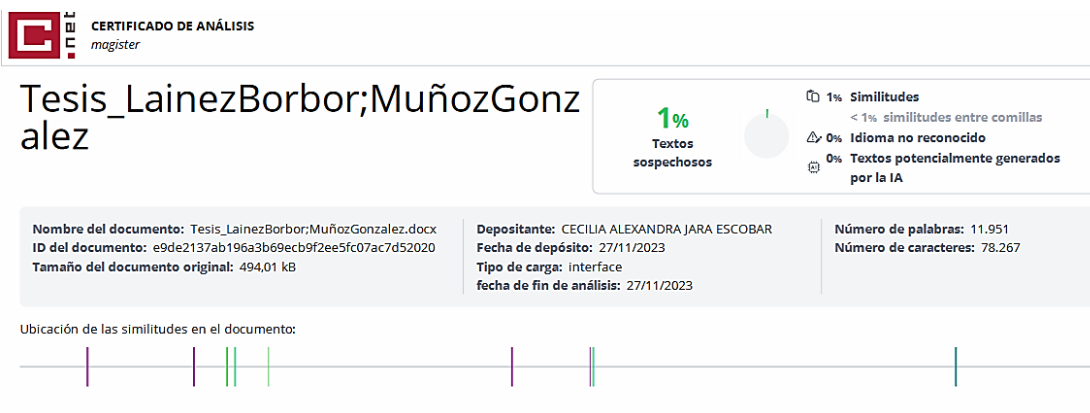 C.net
CERTIFICADO DE ANÁLISIS
magister
Tesis_LainezBorbor;MuñozGonz
alez
1%
Textos
sospechosos
1% Similitudes
< 1% similitudes entre comillas
0% Idioma no reconocido
0% Textos potencialmente generados
por la IA
Nombre del documento: Tesis_LainezBorbor;MuñozGonzalez.docx
ID del documento: e9de2137ab196a3b69ecb9f2ee5fc07ac7d52020
Tamaño del documento original: 494,01 kB
Depositante: CECILIA ALEXANDRA JARA ESCOBAR
Fecha de depósito: 27/11/2023
Tipo de carga: interface
fecha de fin de análisis: 27/11/2023
Número de palabras: 11.951
Número de caracteres: 78.267
Ubicación de las similitudes en el documento: